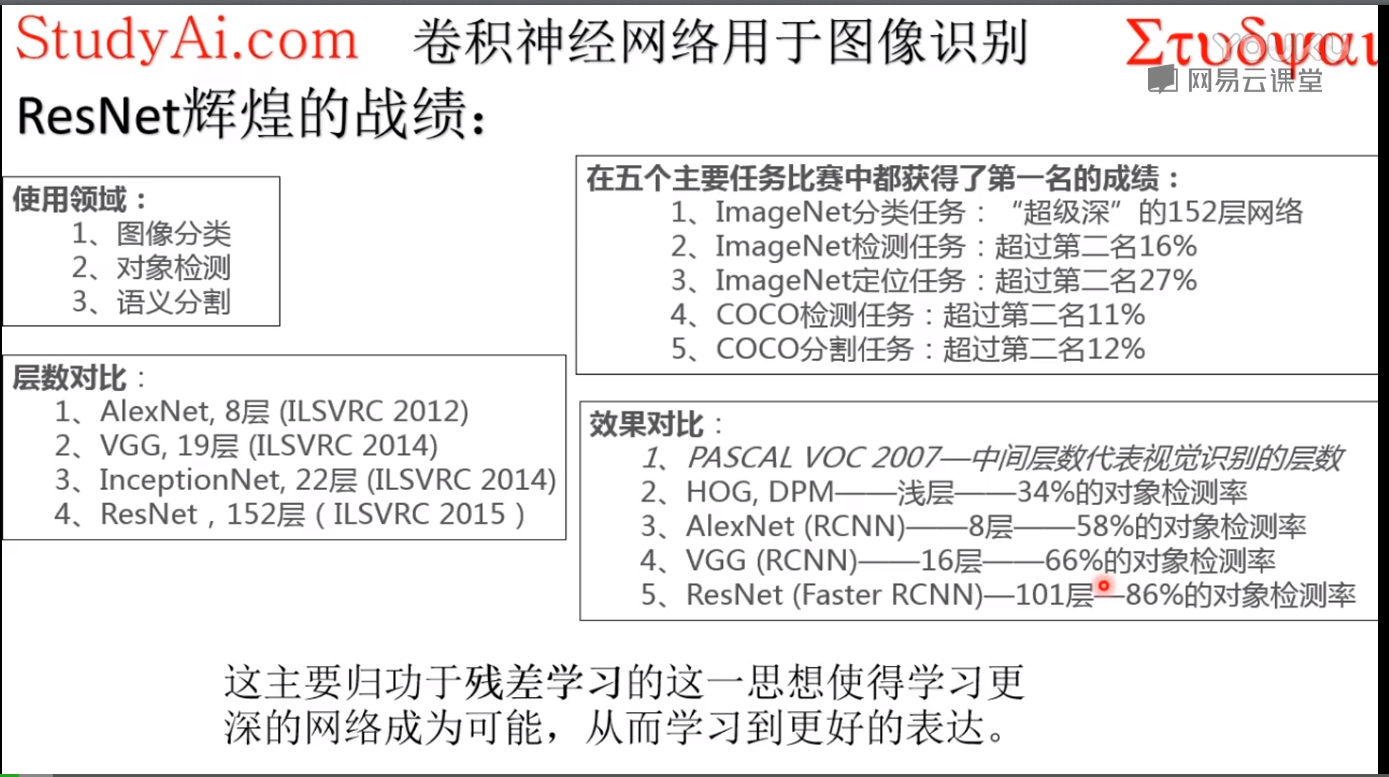 StudyAi.com
卷积神经网络用于图像识别
Στυδψαι
YOUKU
网易云课堂
ResNet辉煌的战绩：
使用领域：
1、图像分类
2、对象检测
3、语义分割
在五个主要任务比赛中都获得了第一名的成绩：
1、ImageNet分类任务：“超级深”的152层网络
2、ImageNet检测任务：超过第二名16%
3、ImageNet定位任务：超过第二名27%
4、COCO检测任务：超过第二名11%
5、COCO分割任务：超过第二名12%
层数对比：
1、AlexNet, 8层 (ILSVRC 2012)
2、VGG, 19层 (ILSVRC 2014)
3、InceptionNet, 22层 (ILSVRC 2014)
4、ResNet，152层（ILSVRC 2015）
效果对比：
1、PASCAL VOC 2007—中间层数代表视觉识别的层数
2、HOG, DPM——浅层——34%的对象检测率
3、AlexNet (RCNN)——8层——58%的对象检测率
4、VGG (RCNN)——16层——66%的对象检测率
5、ResNet (Faster RCNN)—101层—86%的对象检测率
这主要归功于残差学习的这一思想使得学习更
深的网络成为可能，从而学习到更好的表达。